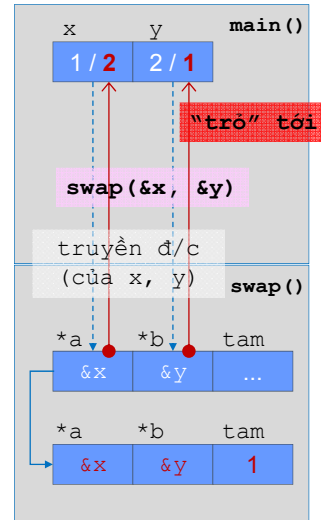 x y main()
1 / 2 2 / 1
"trỏ" tới
swap(&x, &y)
truyền đ/c
(của x, y)
swap()
*a *b tam
&x &y ...
*a *b tam
&x &y 1